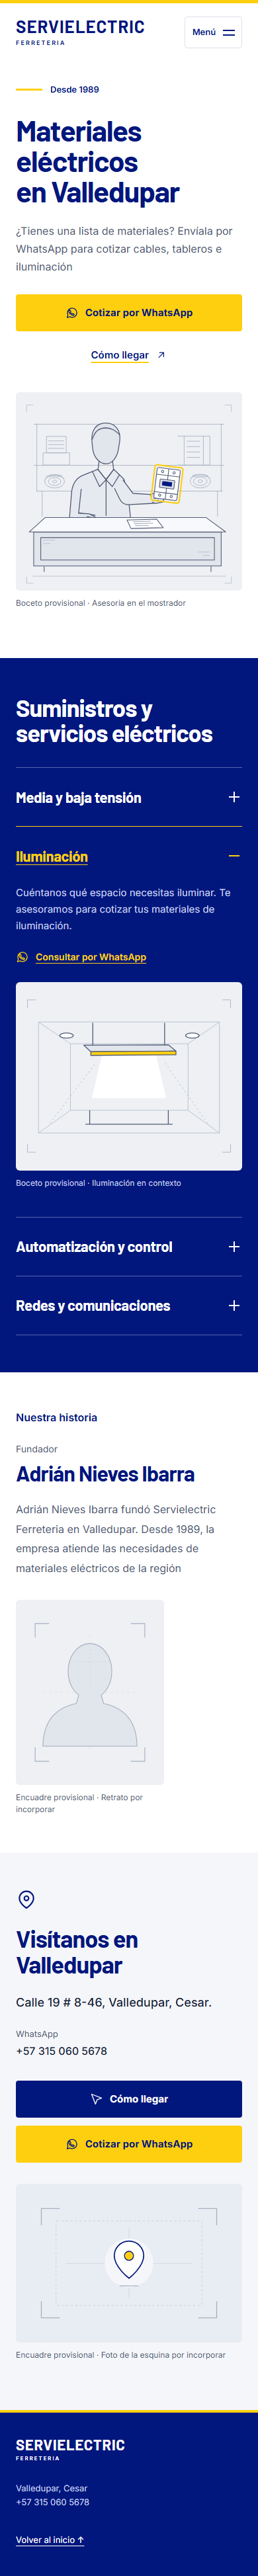 SERVIELECTRIC
FERRETERIA
Menú
Desde 1989
Materiales
eléctricos
en Valledupar
¿Tienes una lista de materiales? Envíala por
WhatsApp para cotizar cables, tableros e
iluminación
Cotizar por WhatsApp
Cómo llegar
Boceto provisional · Asesoría en el mostrador
Suministros y
servicios eléctricos
Media y baja tensión
Iluminación
Cuéntanos qué espacio necesitas iluminar. Te
asesoramos para cotizar tus materiales de
iluminación.
Consultar por WhatsApp
Boceto provisional · Iluminación en contexto
Automatización y control
Redes y comunicaciones
Nuestra historia
Fundador
Adrián Nieves Ibarra
Adrián Nieves Ibarra fundó Servielectric
Ferreteria en Valledupar. Desde 1989, la
empresa atiende las necesidades de
materiales eléctricos de la región
Encuadre provisional · Retrato por
incorporar
Visítanos en
Valledupar
Calle 19 # 8-46, Valledupar, Cesar.
WhatsApp
+57 315 060 5678
Cómo llegar
Cotizar por WhatsApp
Encuadre provisional · Foto de la esquina por incorporar
SERVIELECTRIC
FERRETERIA
Valledupar, Cesar
+57 315 060 5678
Volver al inicio ↑